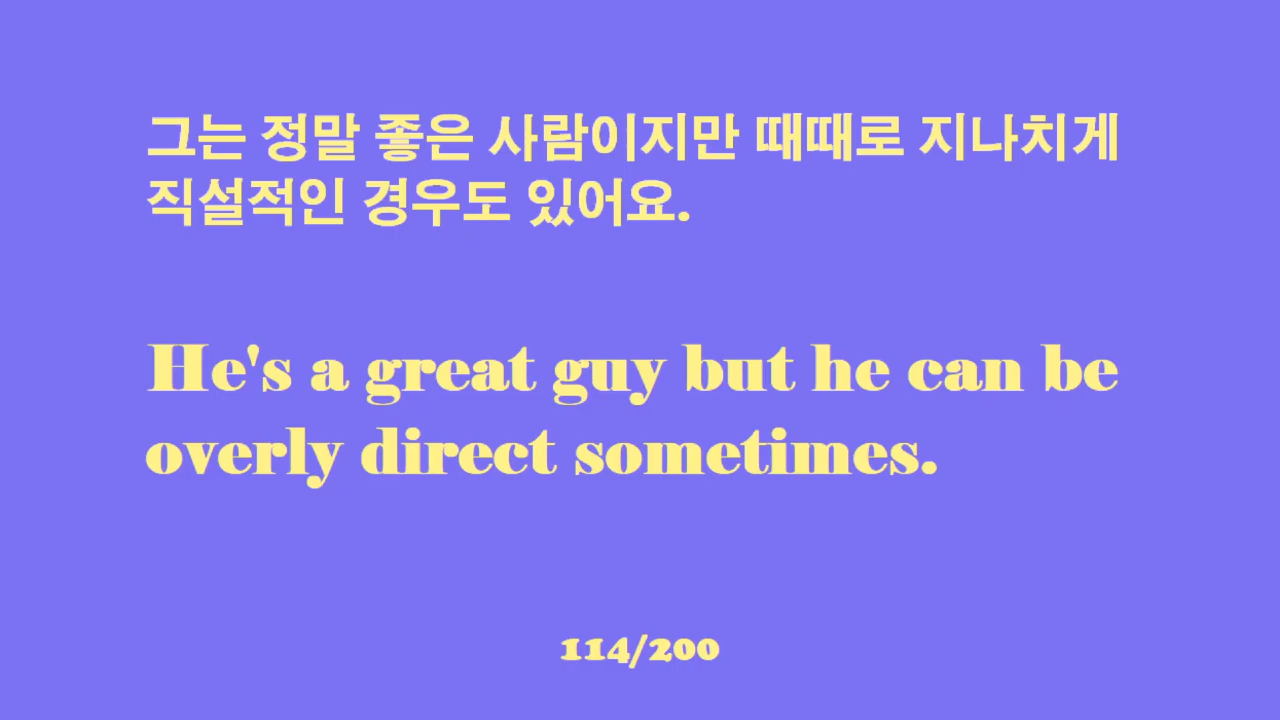 그는 정말 좋은 사람이지만 때때로 지나치게
직설적인 경우도 있어요.
He's a great guy but he can be
overly direct sometimes.
114/200